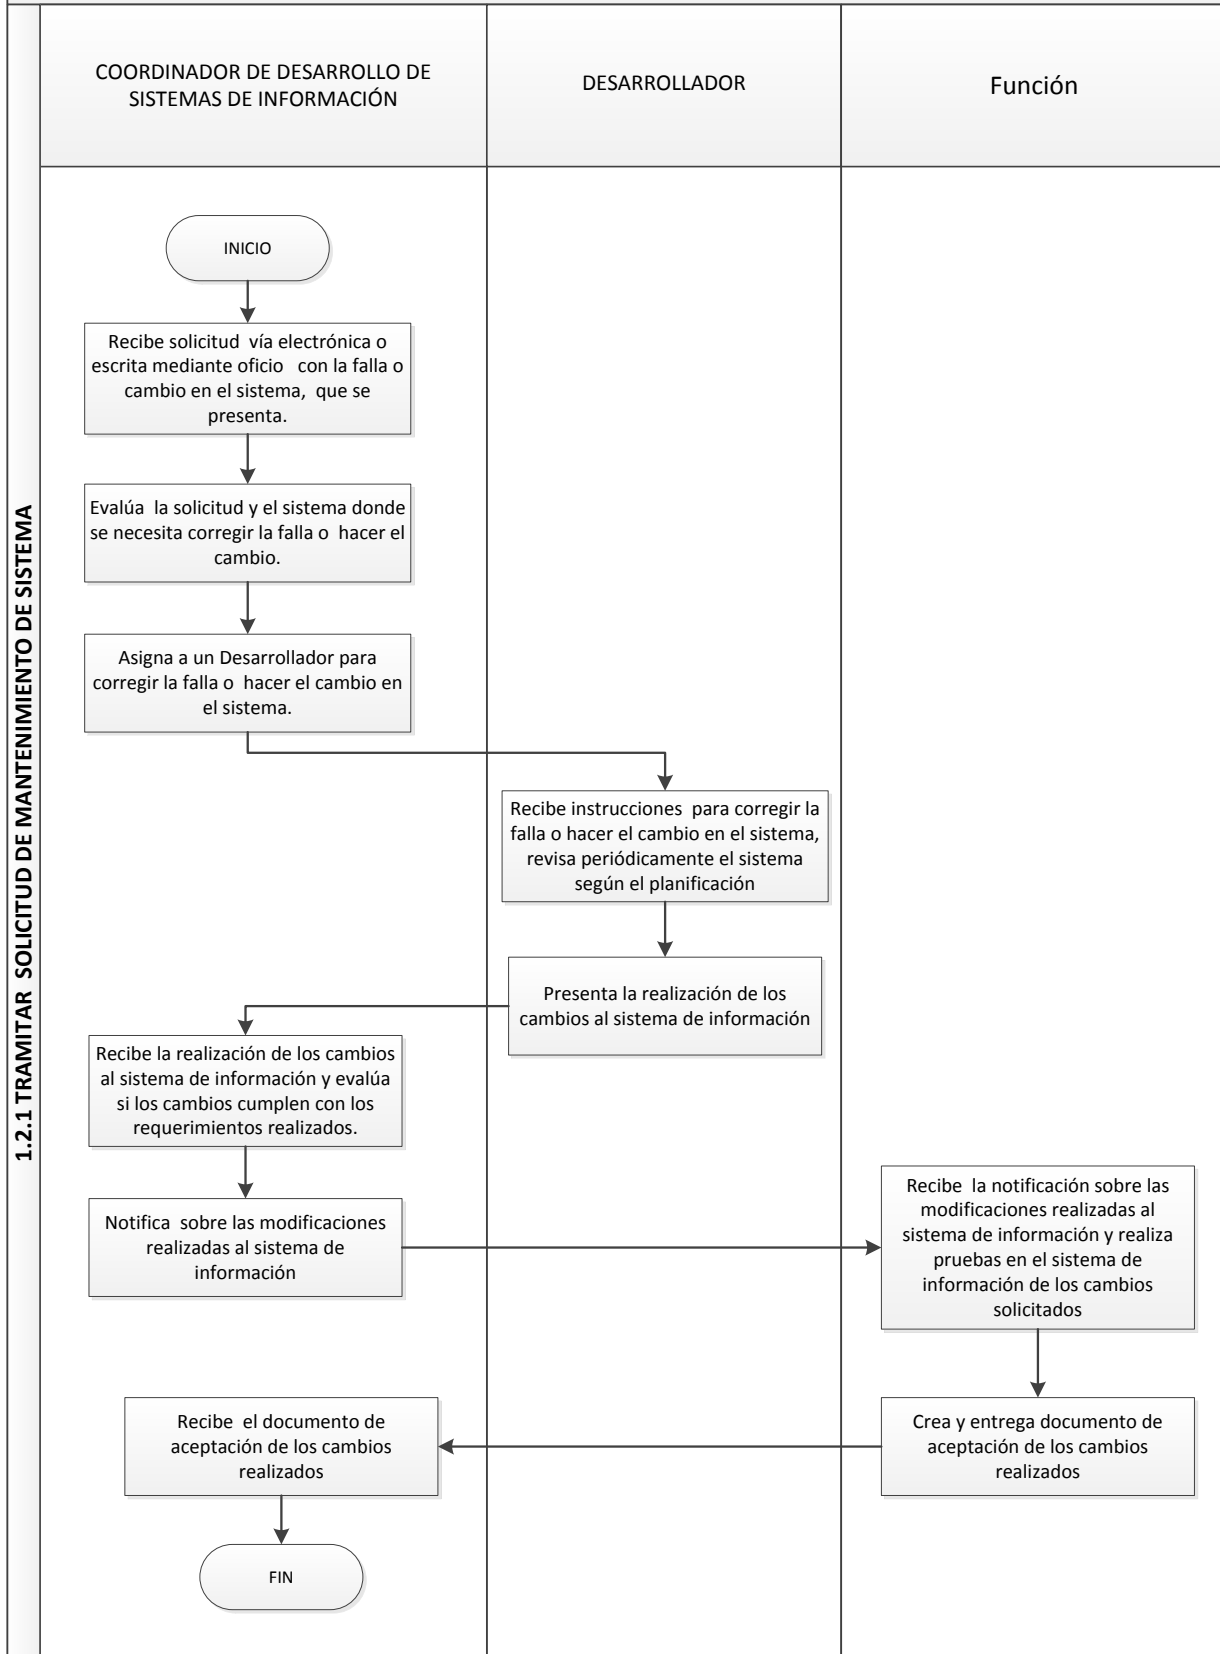 COORDINADOR DE DESARROLLO DE
SISTEMAS DE INFORMACIÓN
DESARROLLADOR
Función
1.2.1 TRAMITAR SOLICITUD DE MANTENIMIENTO DE SISTEMA
INICIO
Recibe solicitud vía electrónica o
escrita mediante oficio con la falla o
cambio en el sistema, que se
presenta.
Evalúa la solicitud y el sistema donde
se necesita corregir la falla o hacer el
cambio.
Asigna a un Desarrollador para
corregir la falla o hacer el cambio en
el sistema.
Recibe instrucciones para corregir la
falla o hacer el cambio en el sistema,
revisa periódicamente el sistema
según el planificación
Presenta la realización de los
cambios al sistema de información
Recibe la realización de los cambios
al sistema de información y evalúa
si los cambios cumplen con los
requerimientos realizados.
Notifica sobre las modificaciones
realizadas al sistema de
información
Recibe la notificación sobre las
modificaciones realizadas al
sistema de información y realiza
pruebas en el sistema de
información de los cambios
solicitados
Crea y entrega documento de
aceptación de los cambios
realizados
Recibe el documento de
aceptación de los cambios
realizados
FIN